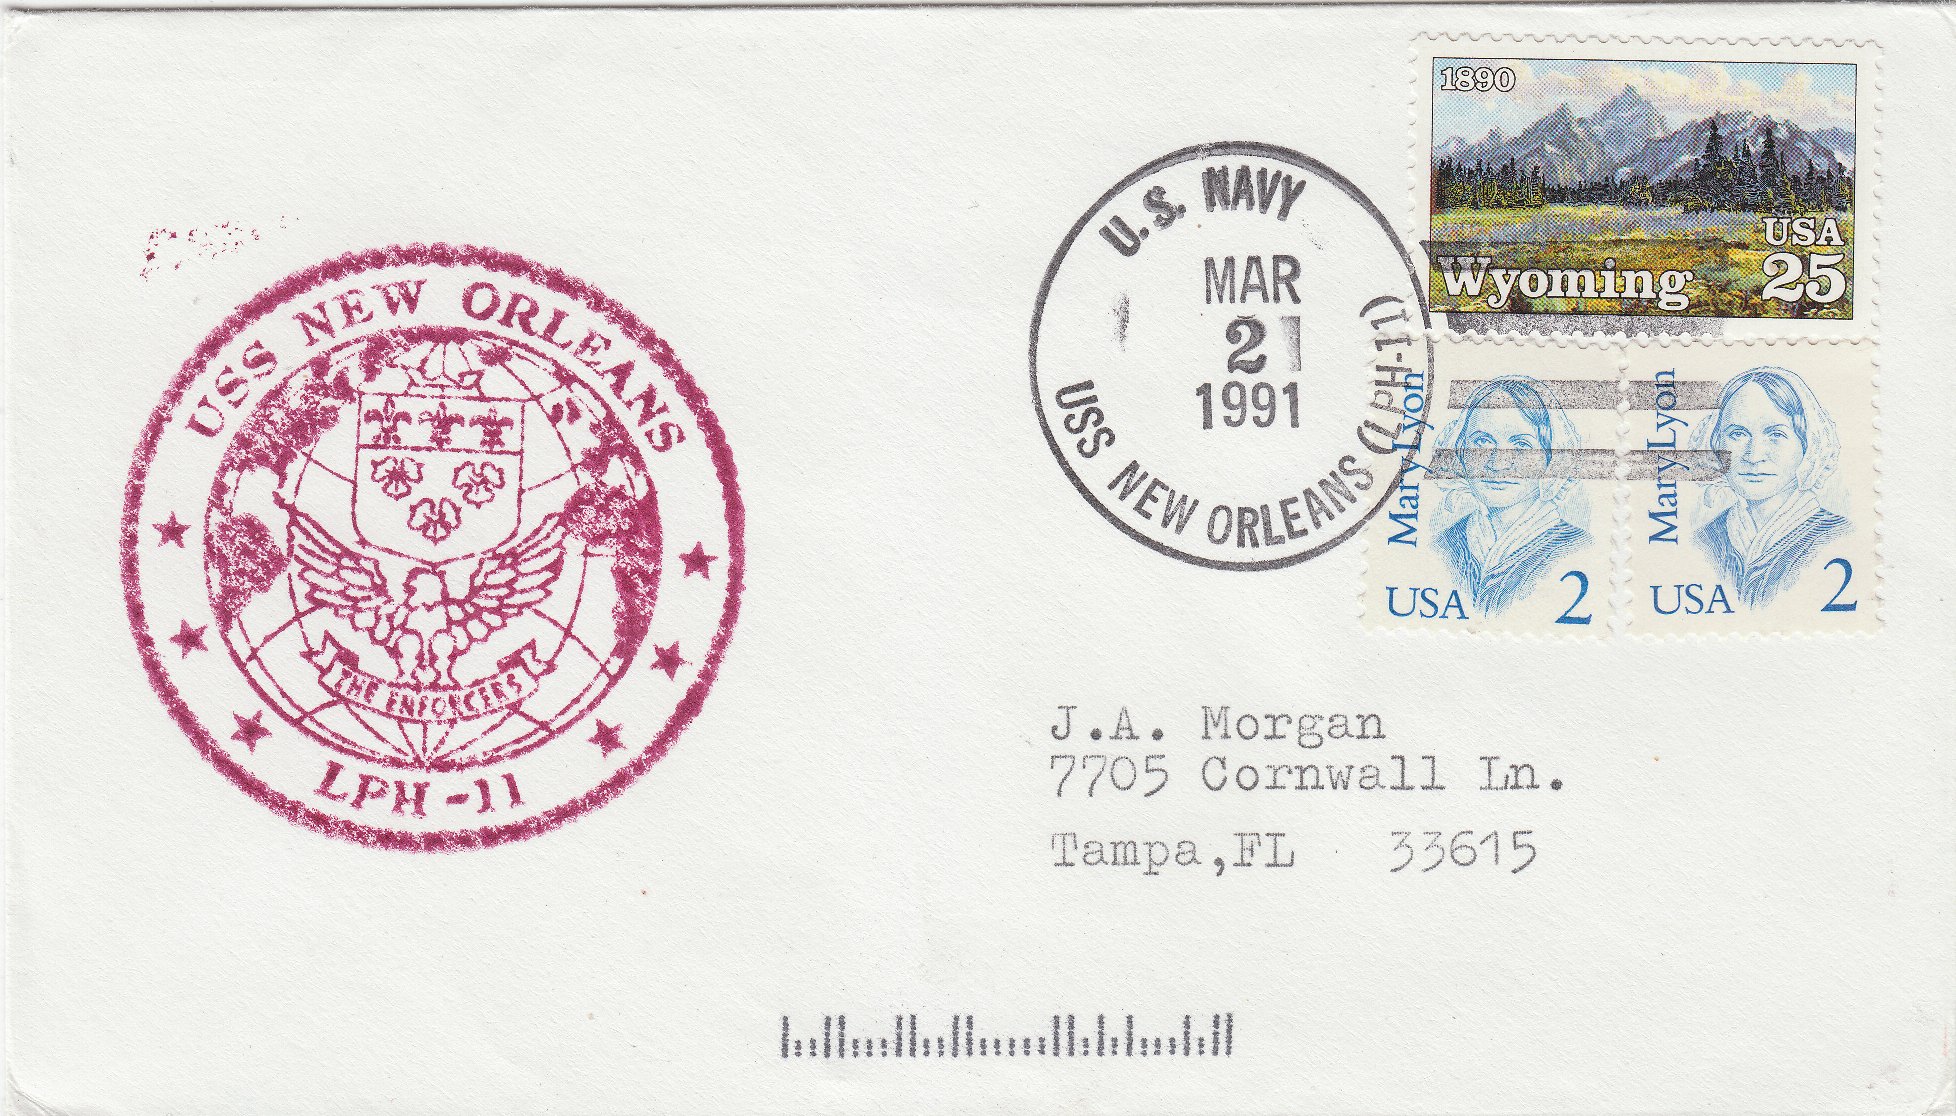 USS NEW ORLEANS
THE ENFORCERS
LPH-11
U.S. NAVY
MAR
2
1991
USS NEW ORLEANS (LPH-11)
1890
USA
Wyoming 25
Mary Lyon
USA 2
Mary Lyon
USA 2
J.A. Morgan
7705 Cornwall Ln.
Tampa,FL 33615